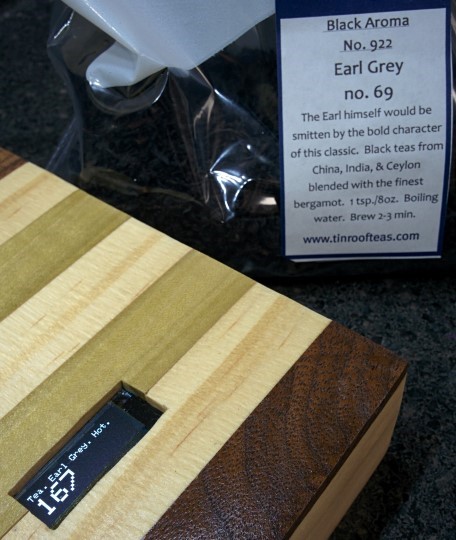 Black Aroma
No. 922
Earl Grey
no. 69
The Earl himself would be
smitten by the bold character
of this classic. Black teas from
China, India, & Ceylon
blended with the finest
bergamot. 1 tsp./8oz. Boiling
water. Brew 2-3 min.
www.tinroofteas.com
Tea. Earl Grey. Hot.
167